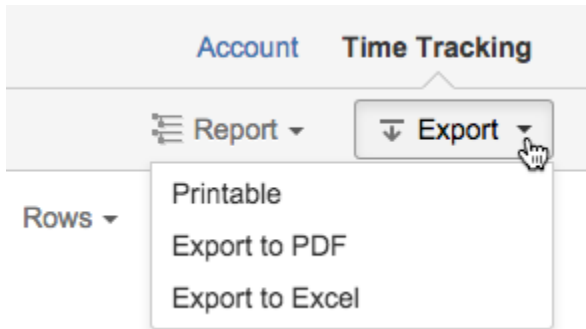 Account Time Tracking
Report Export
Printable
Rows
Export to PDF
Export to Excel